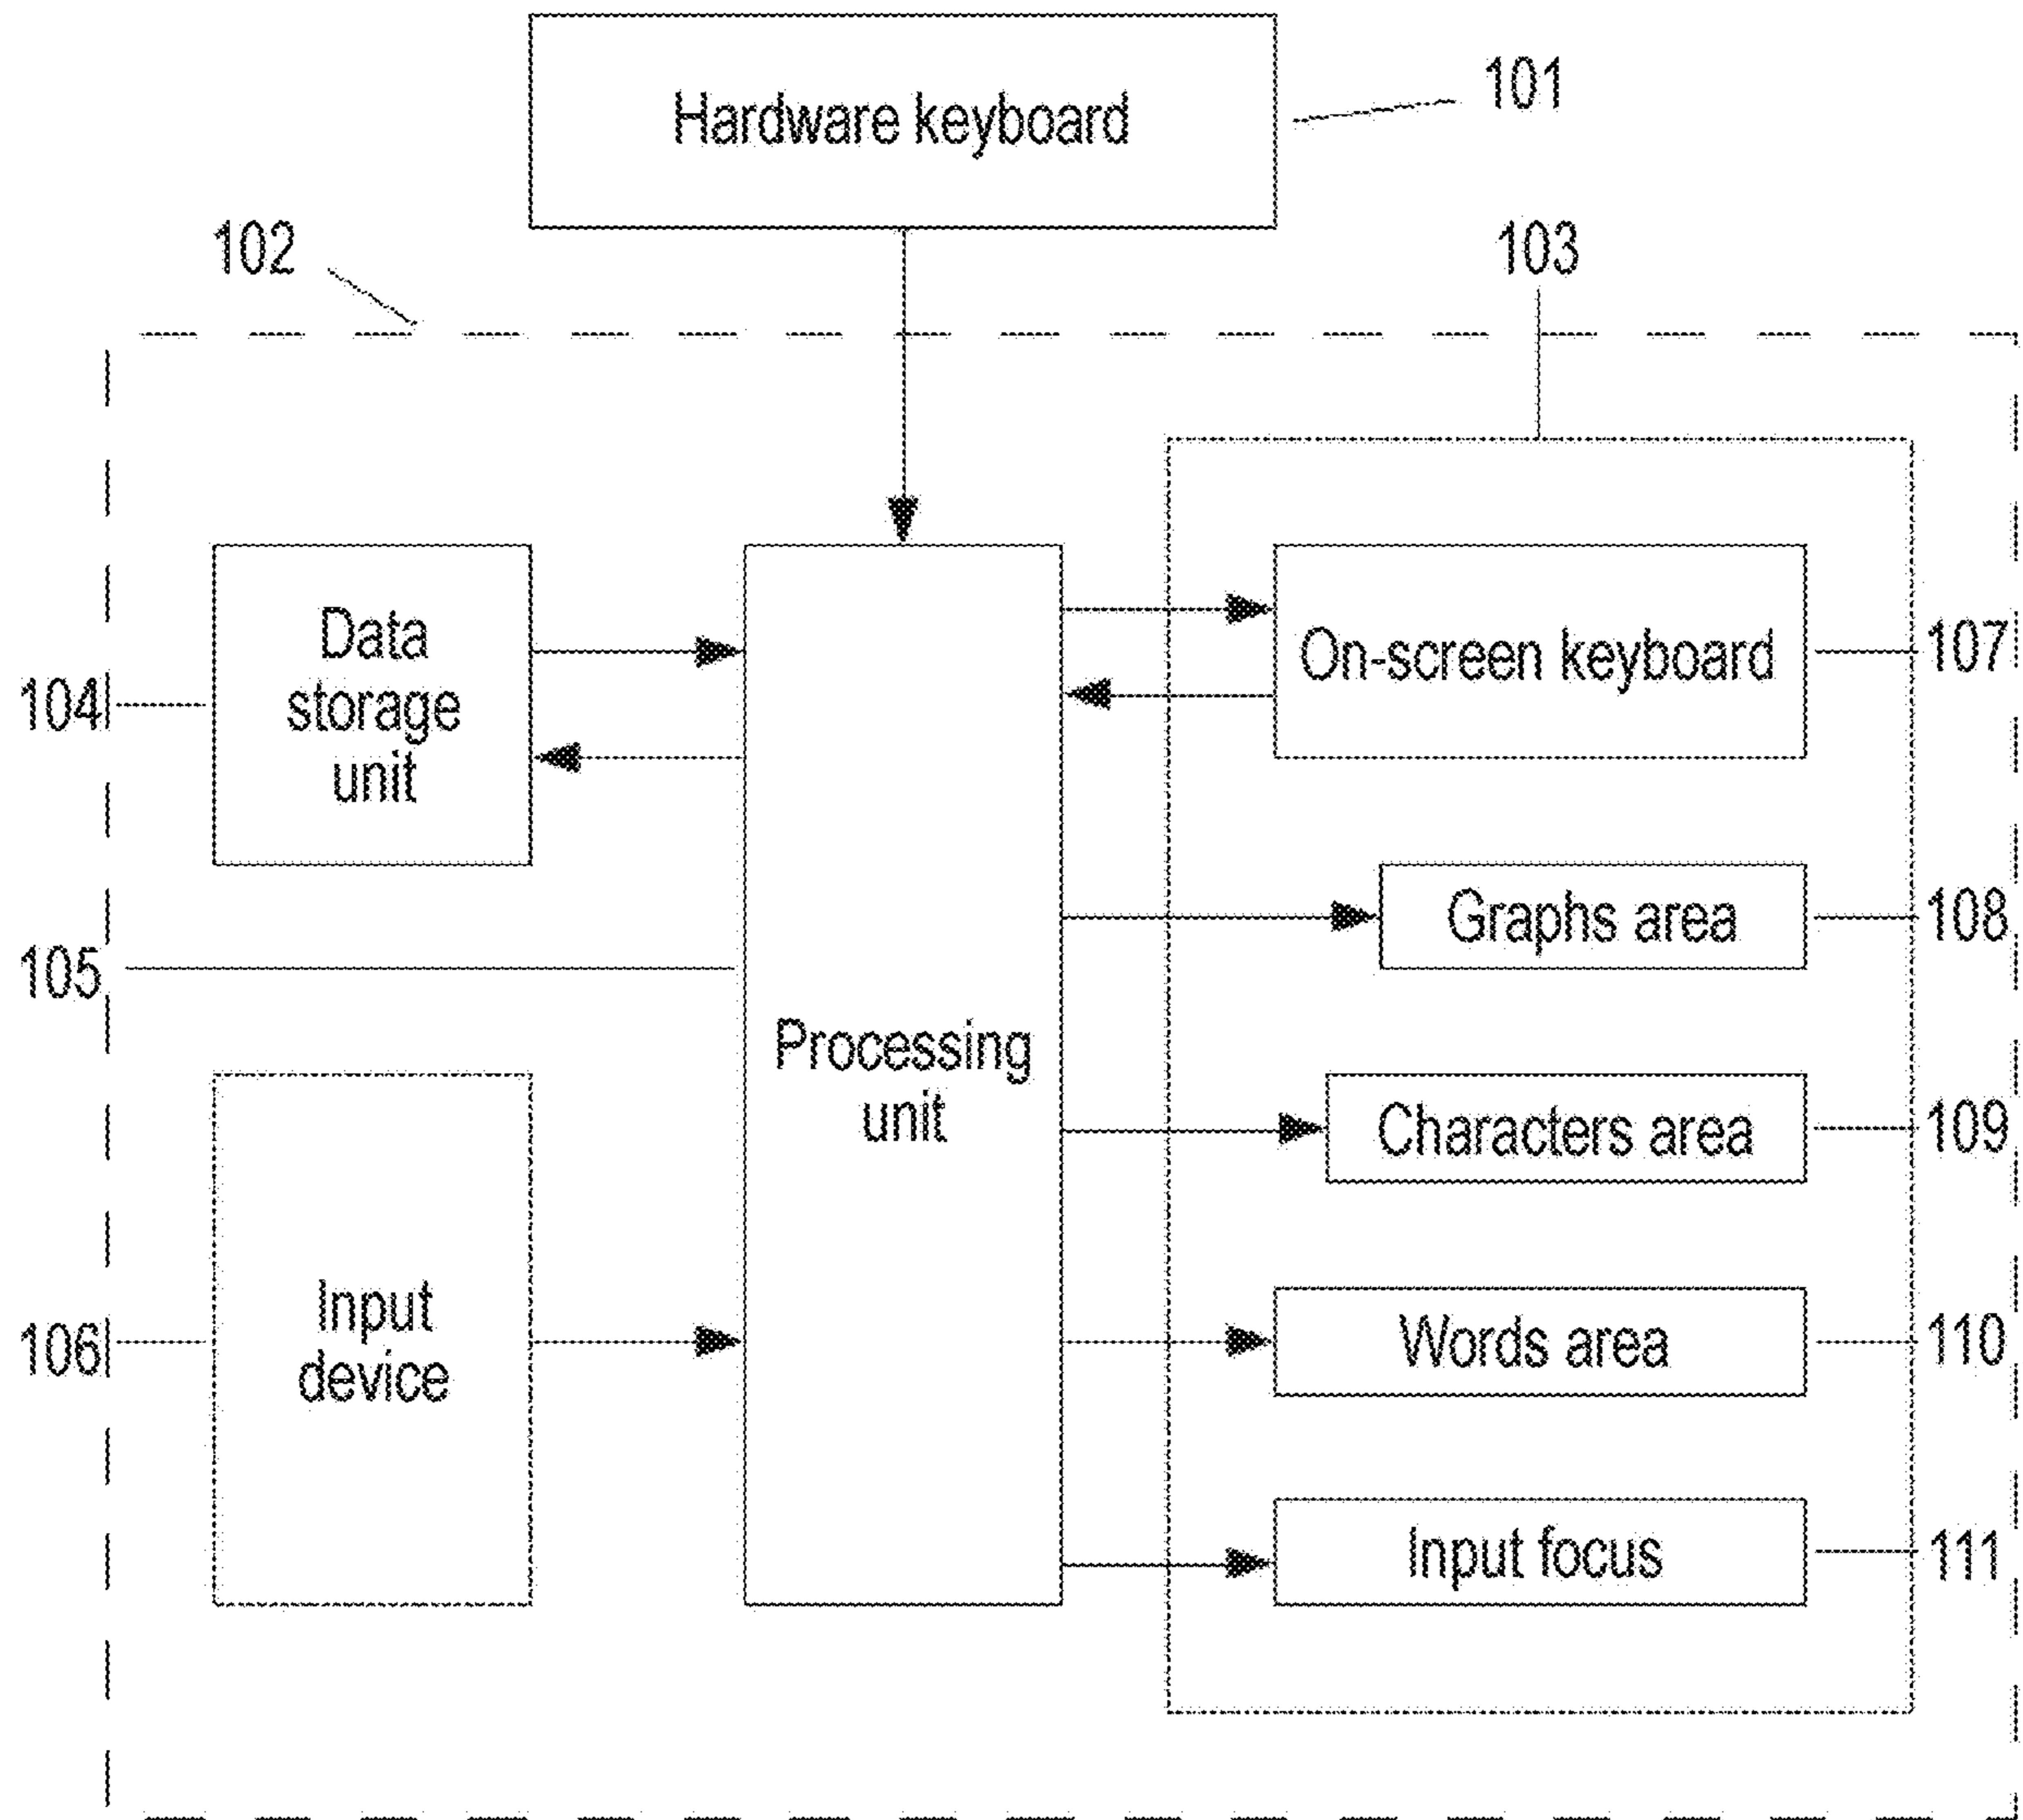 Hardware keyboard
101
102
103
Data
storage
unit
104
On-screen keyboard
107
Graphs area
108
105
Processing
unit
Characters area
109
Input
device
106
Words area
110
Input focus
111